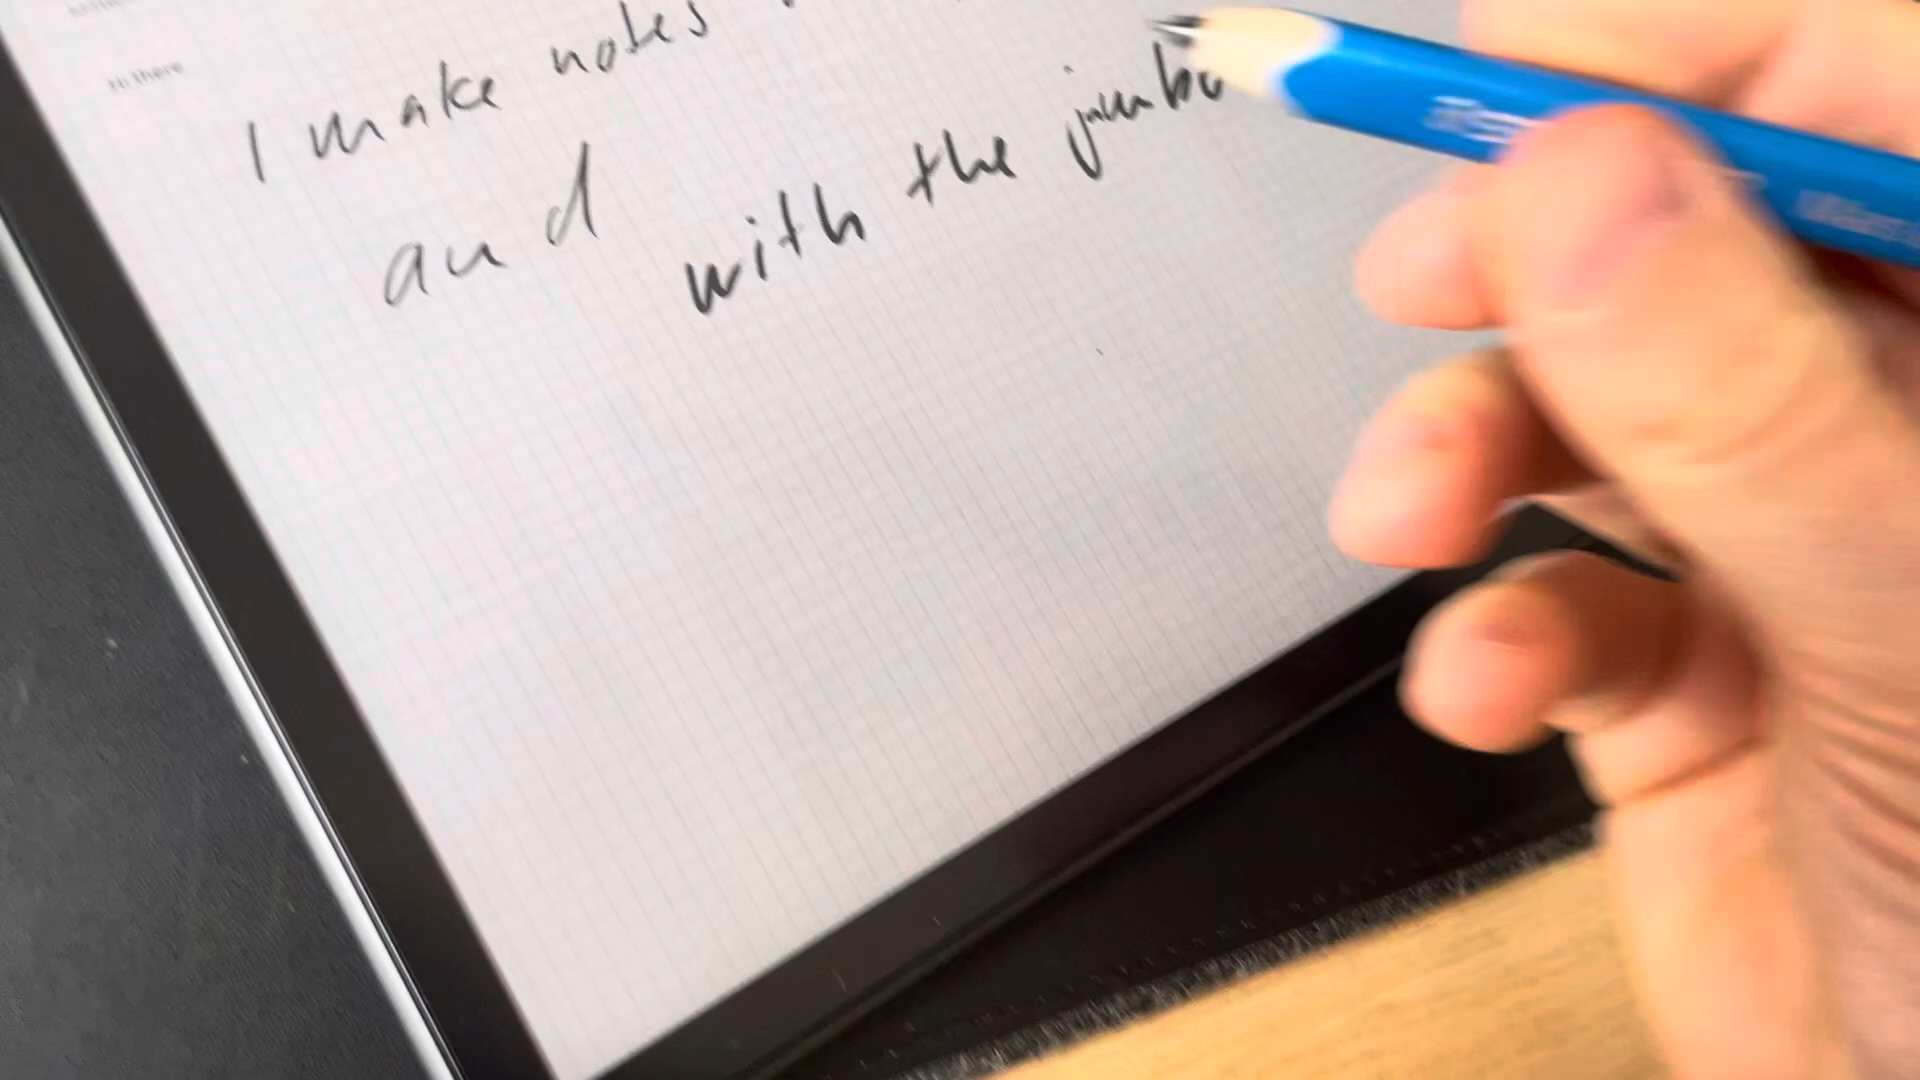 Hi there
I make notes
and with the jumbo